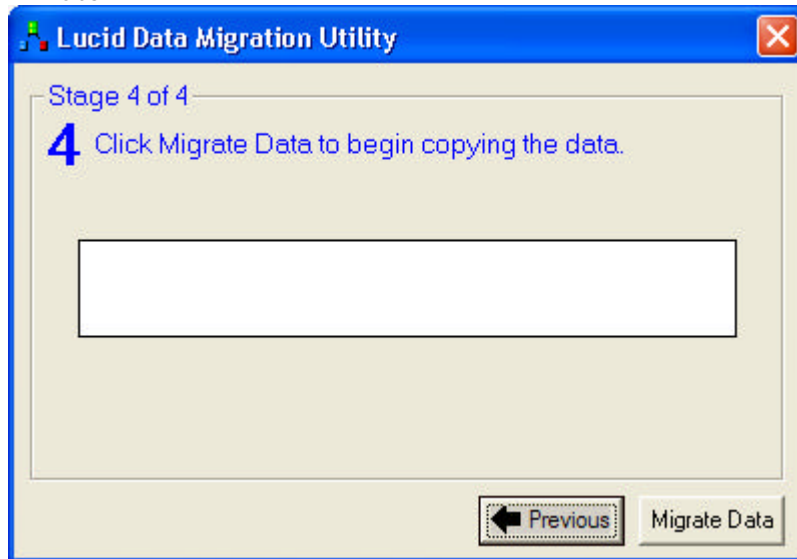 Lucid Data Migration Utility
Stage 4 of 4
4 Click Migrate Data to begin copying the data.
Previous Migrate Data